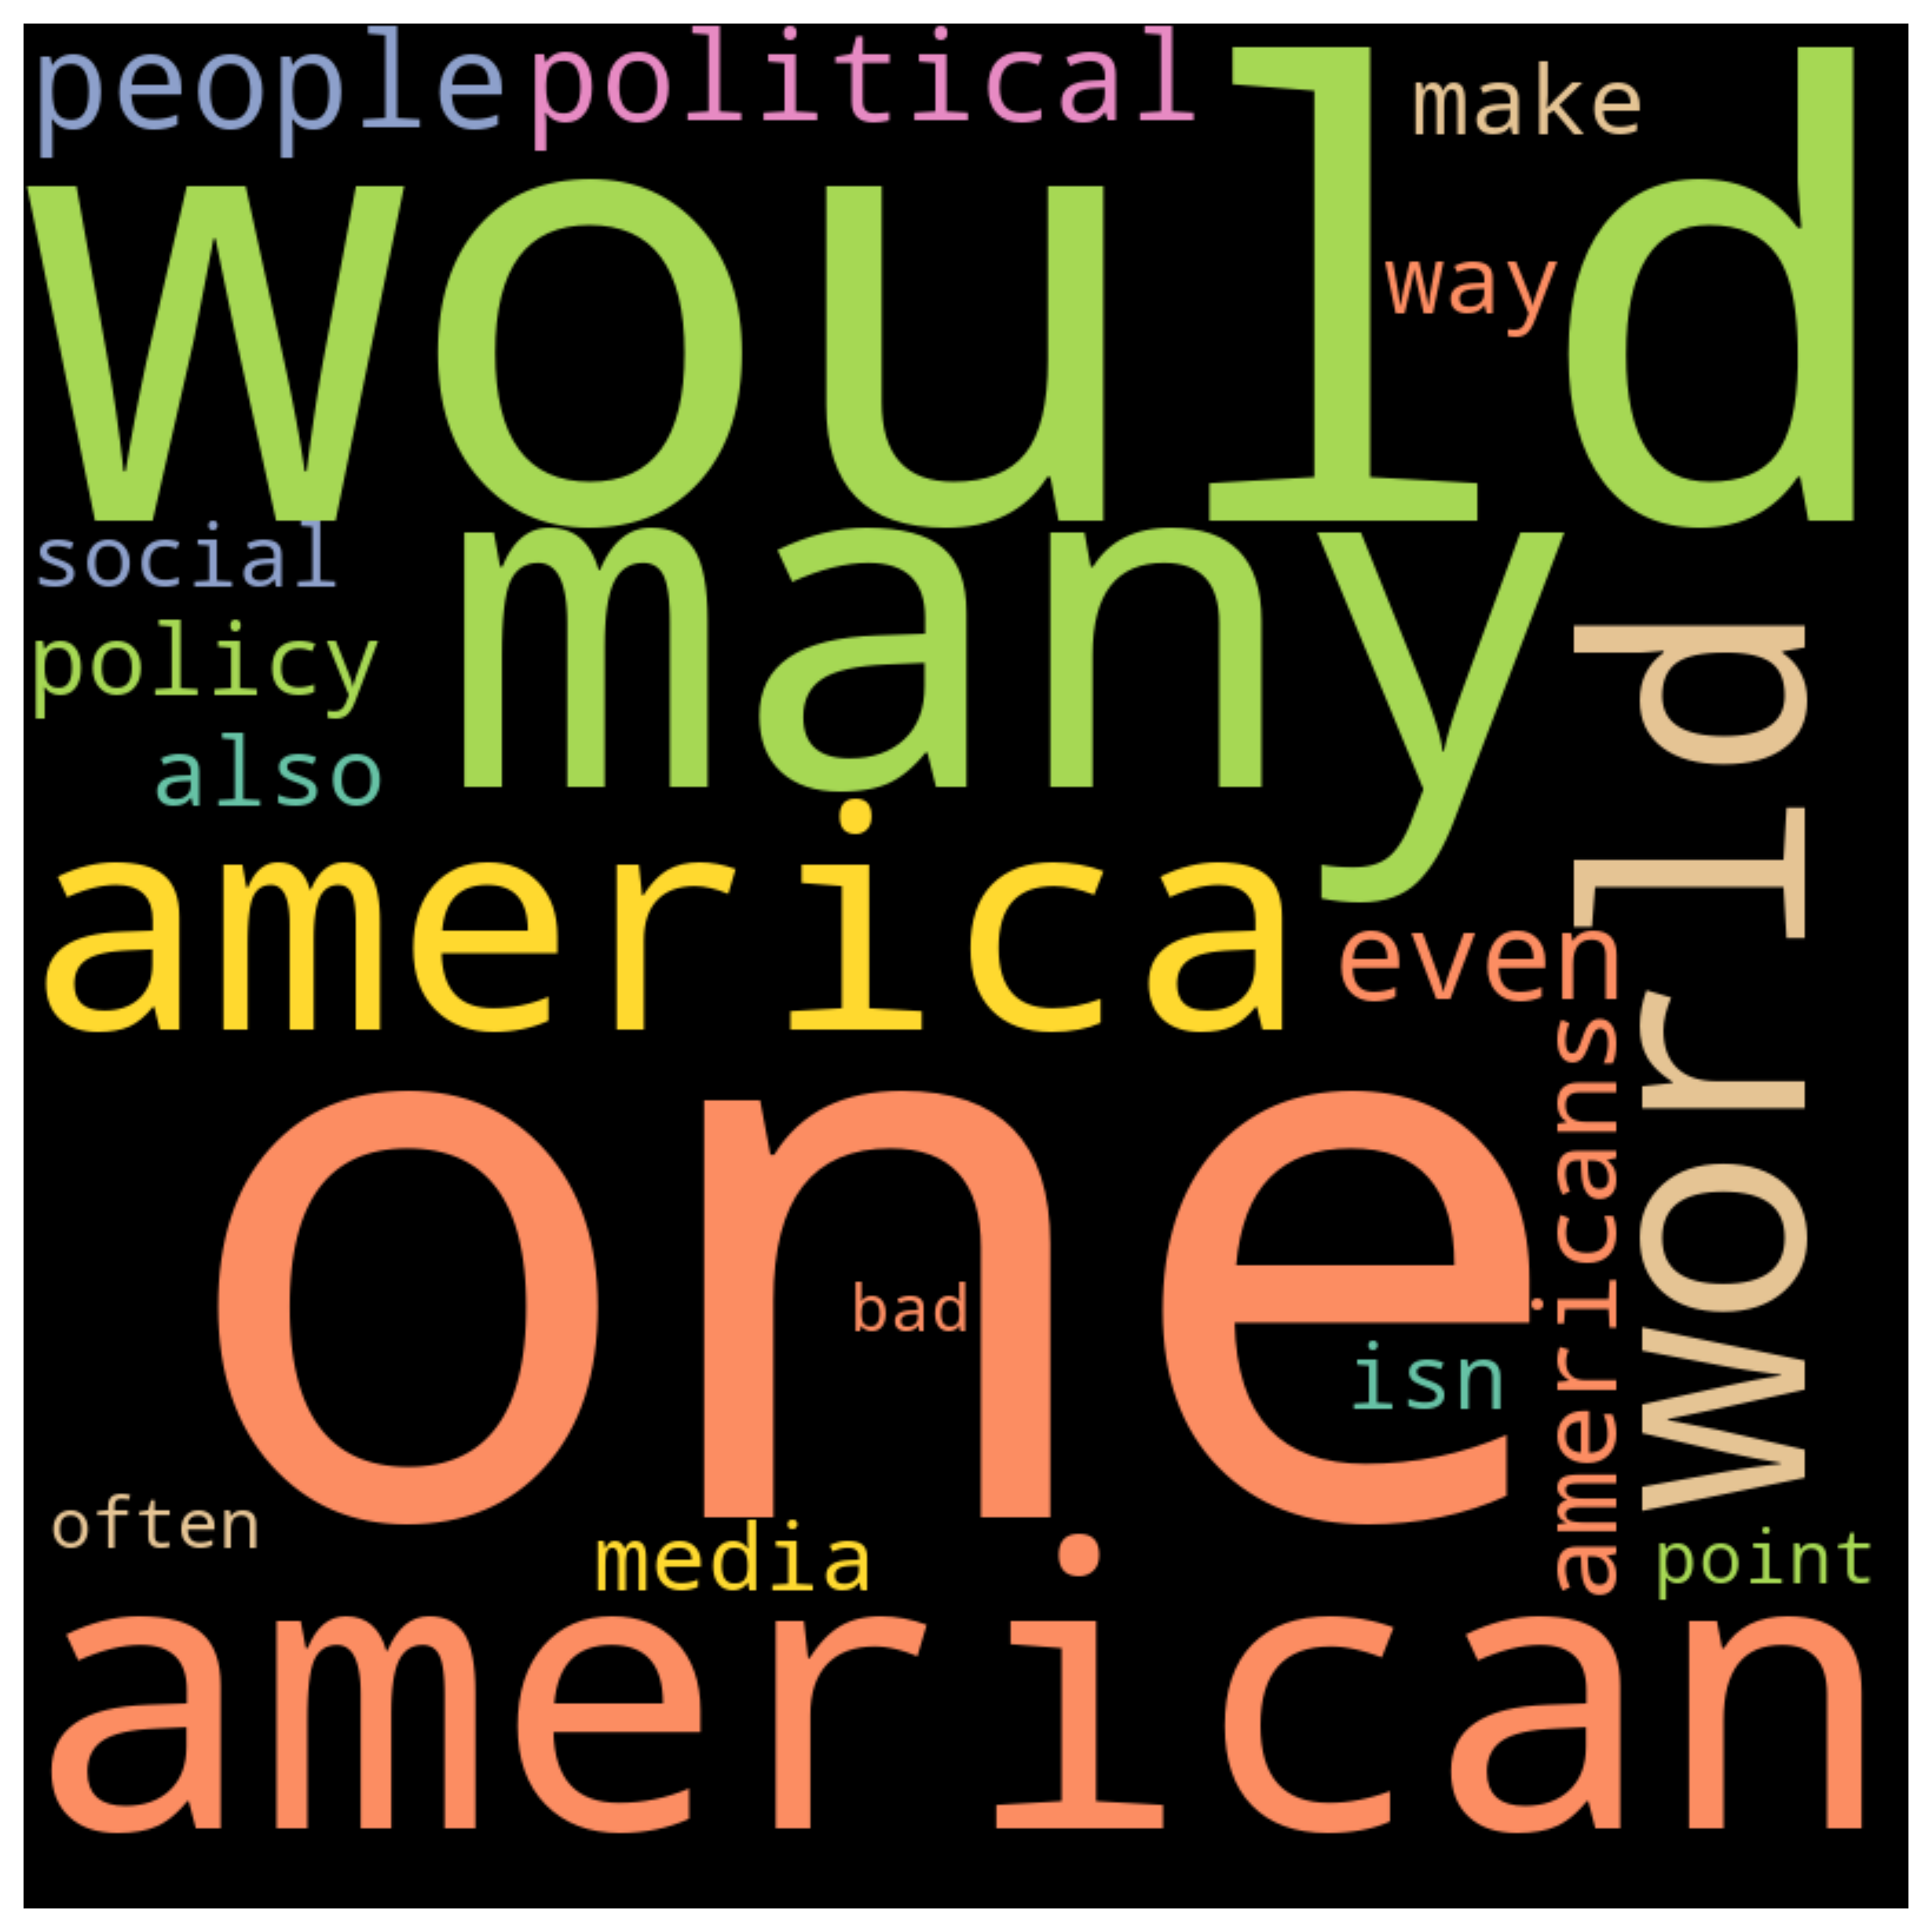 people political make
would
way
social
many
policy
also
world
america
even
americans
one
bad
isn
often
media
point
american